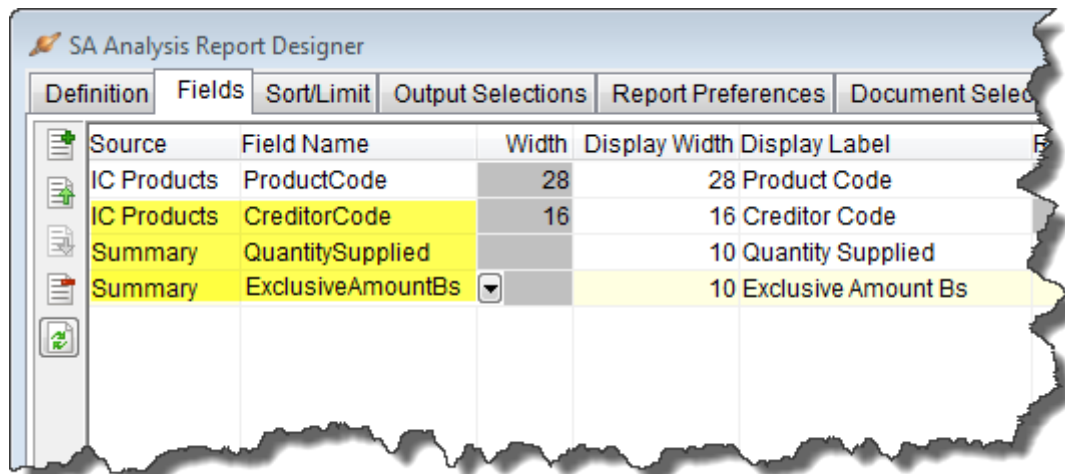 SA Analysis Report Designer
Definition Fields Sort/Limit Output Selections Report Preferences Document
Source Field Name Width Display Width Display Label
IC Products ProductCode 28 28 Product Code
IC Products CreditorCode 16 16 Creditor Code
Summary QuantitySupplied 10 Quantity Supplied
Summary ExclusiveAmountBs 10 Exclusive Amount Bs